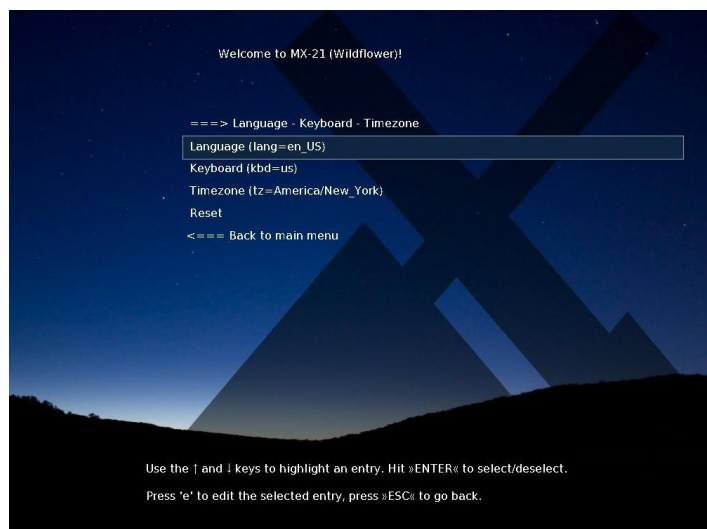 Welcome to MX-21 (Wildflower)!
===> Language - Keyboard - Timezone
Language (lang=en_US)
Keyboard (kbd=us)
Timezone (tz=America/New_York)
Reset
<=== Back to main menu
Use the ↑ and ↓ keys to highlight an entry. Hit »ENTER« to select/deselect.
Press 'e' to edit the selected entry, press »ESC« to go back.